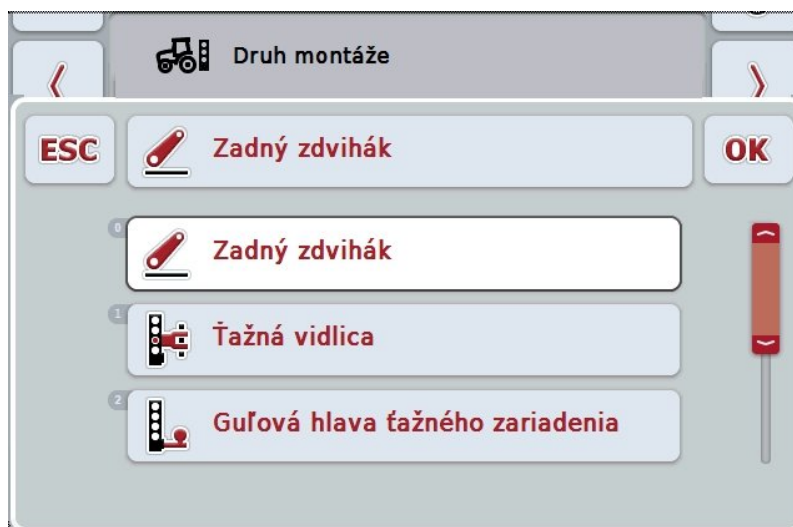 Druh montáže
ESC
Zadný zdvihák
OK
0
Zadný zdvihák
1
Ťažná vidlica
2
Guľová hlava ťažného zariadenia